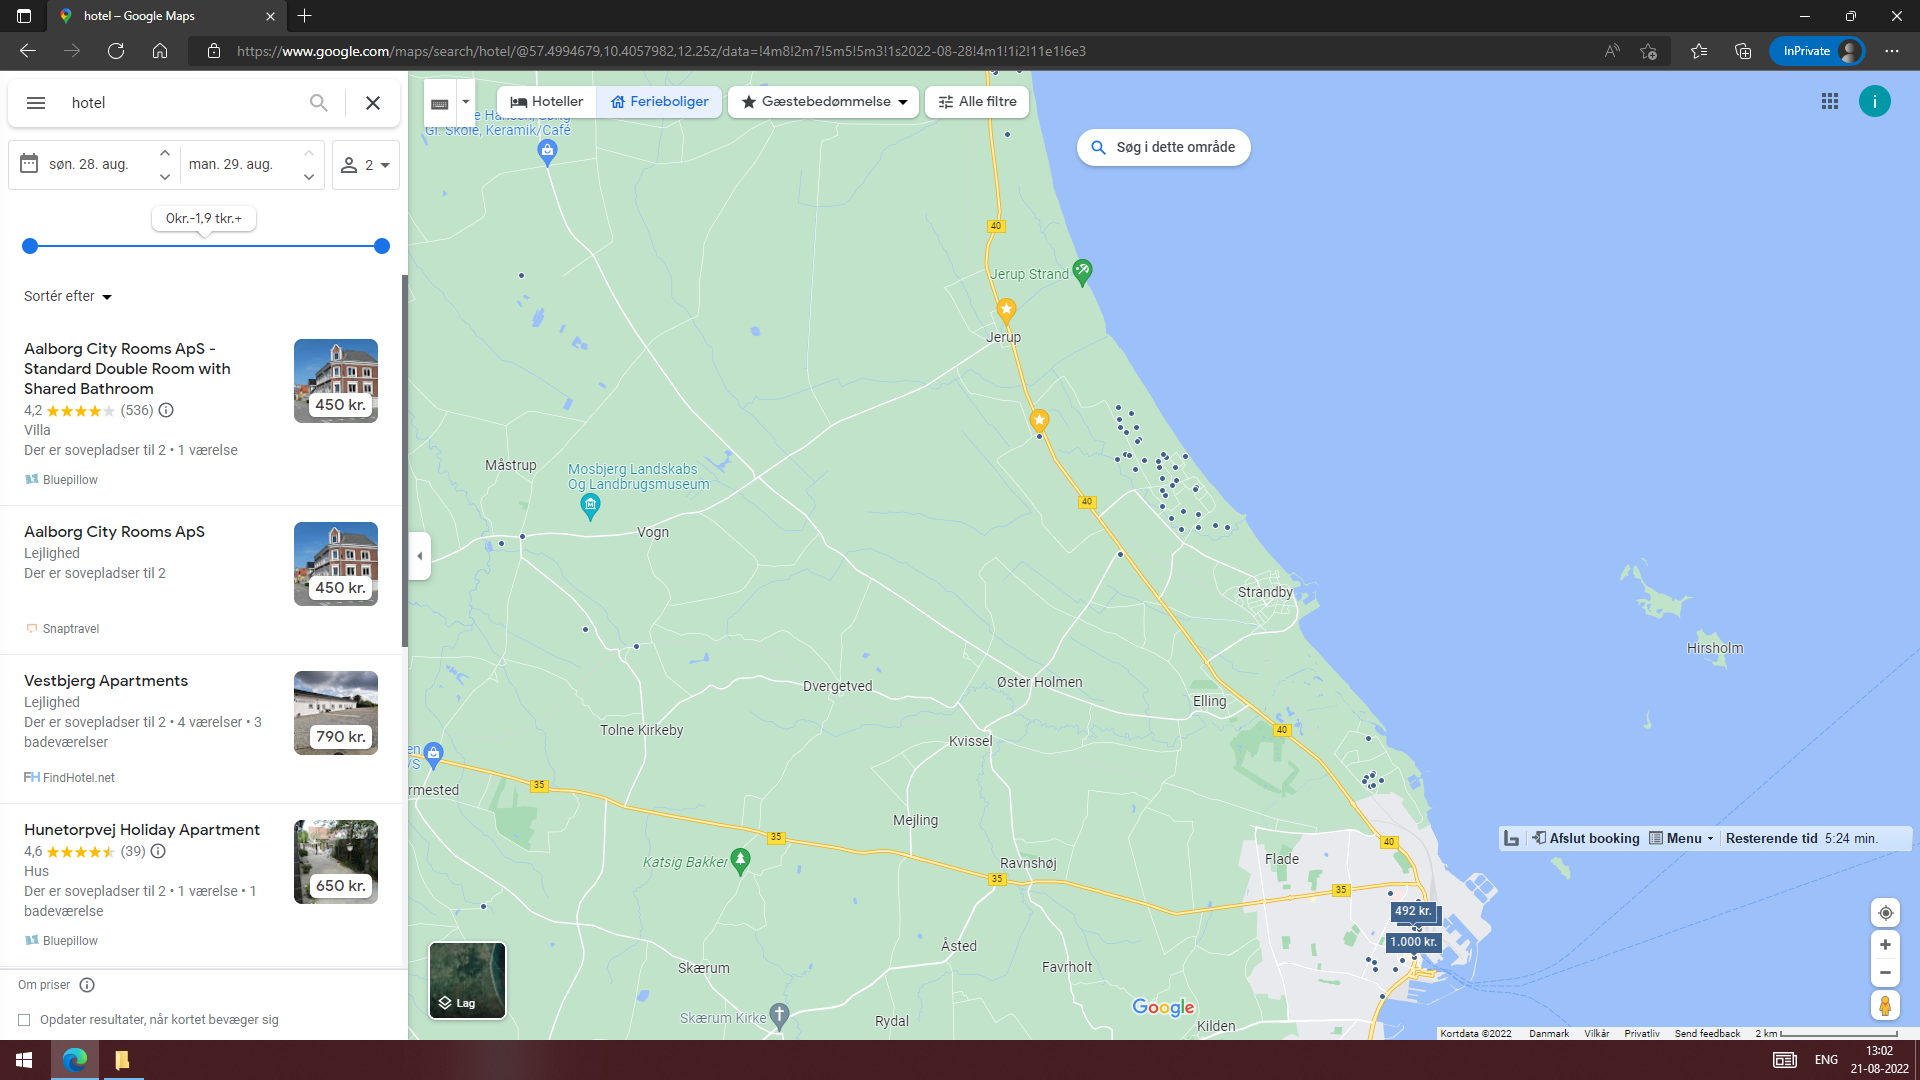 hotel – Google Maps
https://www.google.com/maps/search/hotel/@57.4994679,10.4057982,12.25z/data=!4m8!2m7!5m5!5m3!1s2022-08-28!4m1!1i2!11e1!6e3
InPrivate
hotel
søn. 28. aug.
man. 29. aug.
2
0kr.-1,9 tkr.+
Sortér efter
Aalborg City Rooms ApS -
Standard Double Room with
Shared Bathroom
4,2 (536)
Villa
Der er sovepladser til 2 • 1 værelse
Bluepillow
450 kr.
Aalborg City Rooms ApS
Lejlighed
Der er sovepladser til 2
Snaptravel
450 kr.
Vestbjerg Apartments
Lejlighed
Der er sovepladser til 2 • 4 værelser • 3
badeværelser
FH FindHotel.net
790 kr.
Hunetorpvej Holiday Apartment
4,6 (39)
Hus
Der er sovepladser til 2 • 1 værelse • 1
badeværelse
Bluepillow
650 kr.
Om priser
Opdater resultater, når kortet bevæger sig
Hoteller
Ferieboliger
Gæstebedømmelse
Alle filtre
i
Søg i dette område
Gl. Skole, Keramik/Café
40
Jerup Strand
Jerup
Måstrup
Mosbjerg Landskabs
Og Landbrugsmuseum
40
Vogn
Strandby
Hirsholm
Dvergetved
Øster Holmen
Elling
Tolne Kirkeby
Kvissel
40
en
/S
35
rmested
Mejling
35
40
Katsig Bakker
Ravnshøj
Flade
35
35
Afslut booking
Menu
Resterende tid 5:24 min.
492 kr.
1.000 kr.
Åsted
Skærum
Favrholt
Lag
Skærum Kirke
Rydal
Google
Kilden
Kortdata ©2022
Danmark
Vilkår
Privatliv
Send feedback
2 km
ENG
13:02
21-08-2022